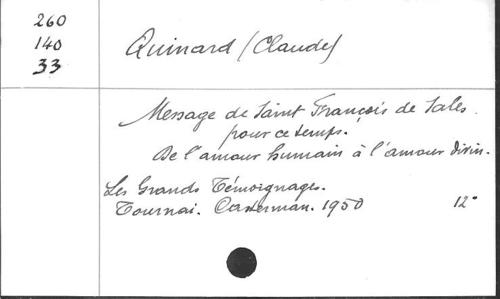 260
140
33
Quinard (Claude)
Message de Saint François de Sales
pour ce temps.
De l'amour humain à l'amour divin.
Les Grands Témoignages.
Tournai. Casterman. 1950 12°